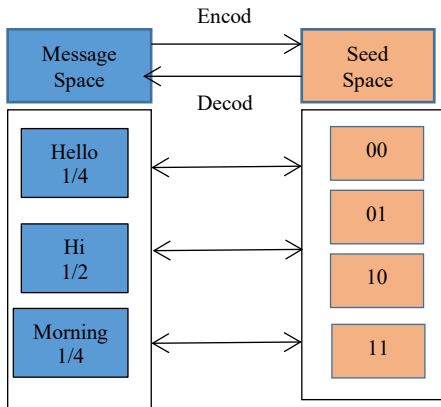 Encod
Message
Space
Seed
Space
Decod
Hello
1/4
00
01
Hi
1/2
10
Morning
1/4
11